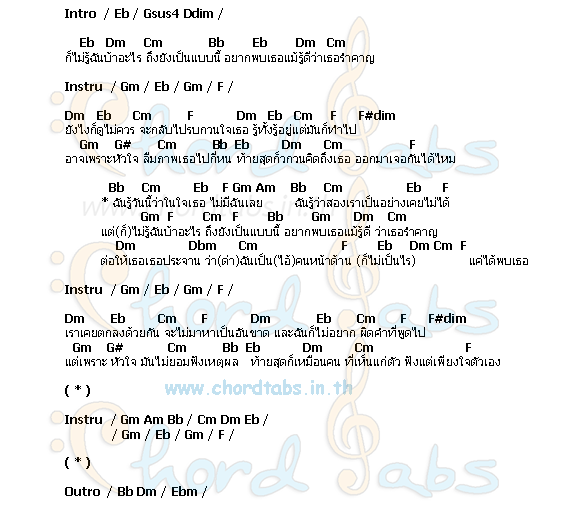 Intro / Eb / Gsus4 Ddim /
Eb Dm Cm Bb Eb Dm Cm
ก็ไม่รู้ฉันบ้าอะไร ถึงยังเป็นแบบนี้ อยากพบเธอแม้รู้ดีว่าเธอรำคาญ
Instru / Gm / Eb / Gm / F /
Dm Eb Cm F Dm Eb Cm F F#dim
ยังไงก็ดูไม่ควร จะกลับไปรบกวนใจเธอ รู้ทั้งรู้อยู่แต่มันก็ทำไป
Gm G# Cm Bb Eb Dm Cm F
อาจเพราะหัวใจ ลืมภาพเธอไปกี่หน ท้ายสุดก็วกวนคิดถึงเธอ ออกมาเจอกันได้ไหม
Bb Cm Eb F Gm Am Bb Cm Eb F
* ฉันรู้วันนี้ว่าในใจเธอ ไม่มีฉันเลย ฉันรู้ว่าสองเราเป็นอย่างเคยไม่ได้
www.chordtabs.in.th
Gm F Cm F Bb Gm Dm Cm
แต่(ก็)ไม่รู้ฉันบ้าอะไร ถึงยังเป็นแบบนี้ อยากพบเธอแม้รู้ดี ว่าเธอรำคาญ
Dm Dbm Cm F Eb Dm Cm F
ต่อให้เธอเธอประจาน ว่า(ด่า)ฉันเป็น(ไอ้)คนหน้าด้าน (ก็ไม่เป็นไร) แค่ได้พบเธอ
Instru / Gm / Eb / Gm / F /
Dm Eb Cm F Dm Eb Cm F F#dim
เราเคยตกลงด้วยกัน จะไม่มาหาเป็นอันขาด และฉันก็ไม่อยาก ผิดคำที่พูดไป
Gm G# Cm Bb Eb Dm Cm F
แต่เพราะ หัวใจ มันไม่ยอมฟังเหตุผล ท้ายสุดก็เหมือนคน ที่เห็นแก่ตัว ฟังแต่เพียงใจตัวเอง
( * )
www.chordtabs.in.th
Instru / Gm Am Bb / Cm Dm Eb /
/ Gm / Eb / Gm / F /
( * )
Outro / Bb Dm / Ebm /